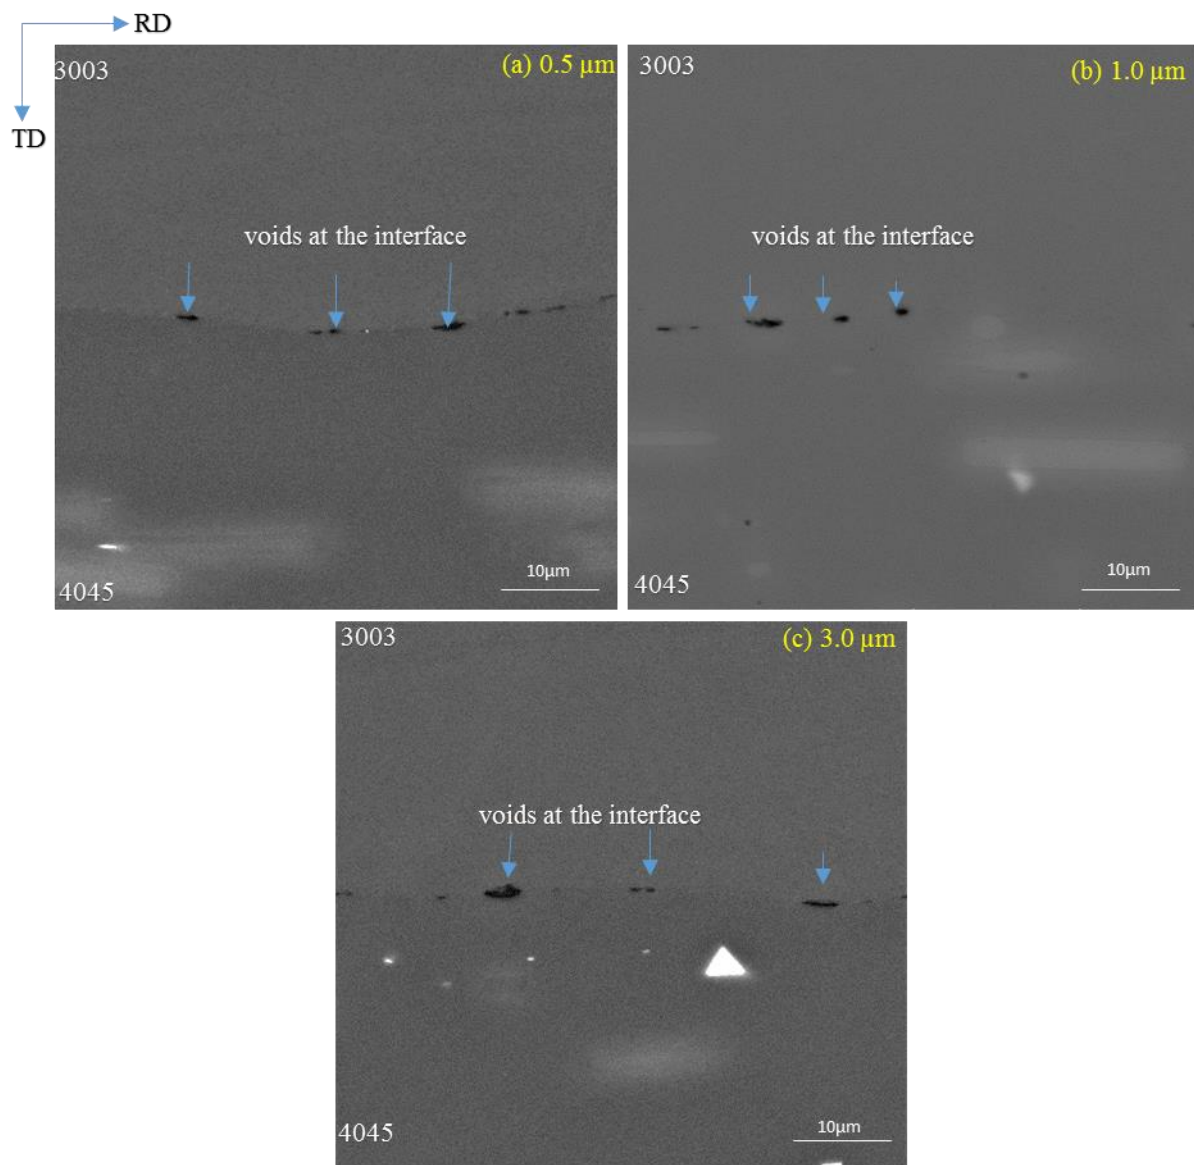 RD
TD
3003
(a) 0.5 µm
voids at the interface
10µm
4045
3003
(b) 1.0 µm
voids at the interface
10µm
4045
3003
(c) 3.0 µm
voids at the interface
10µm
4045